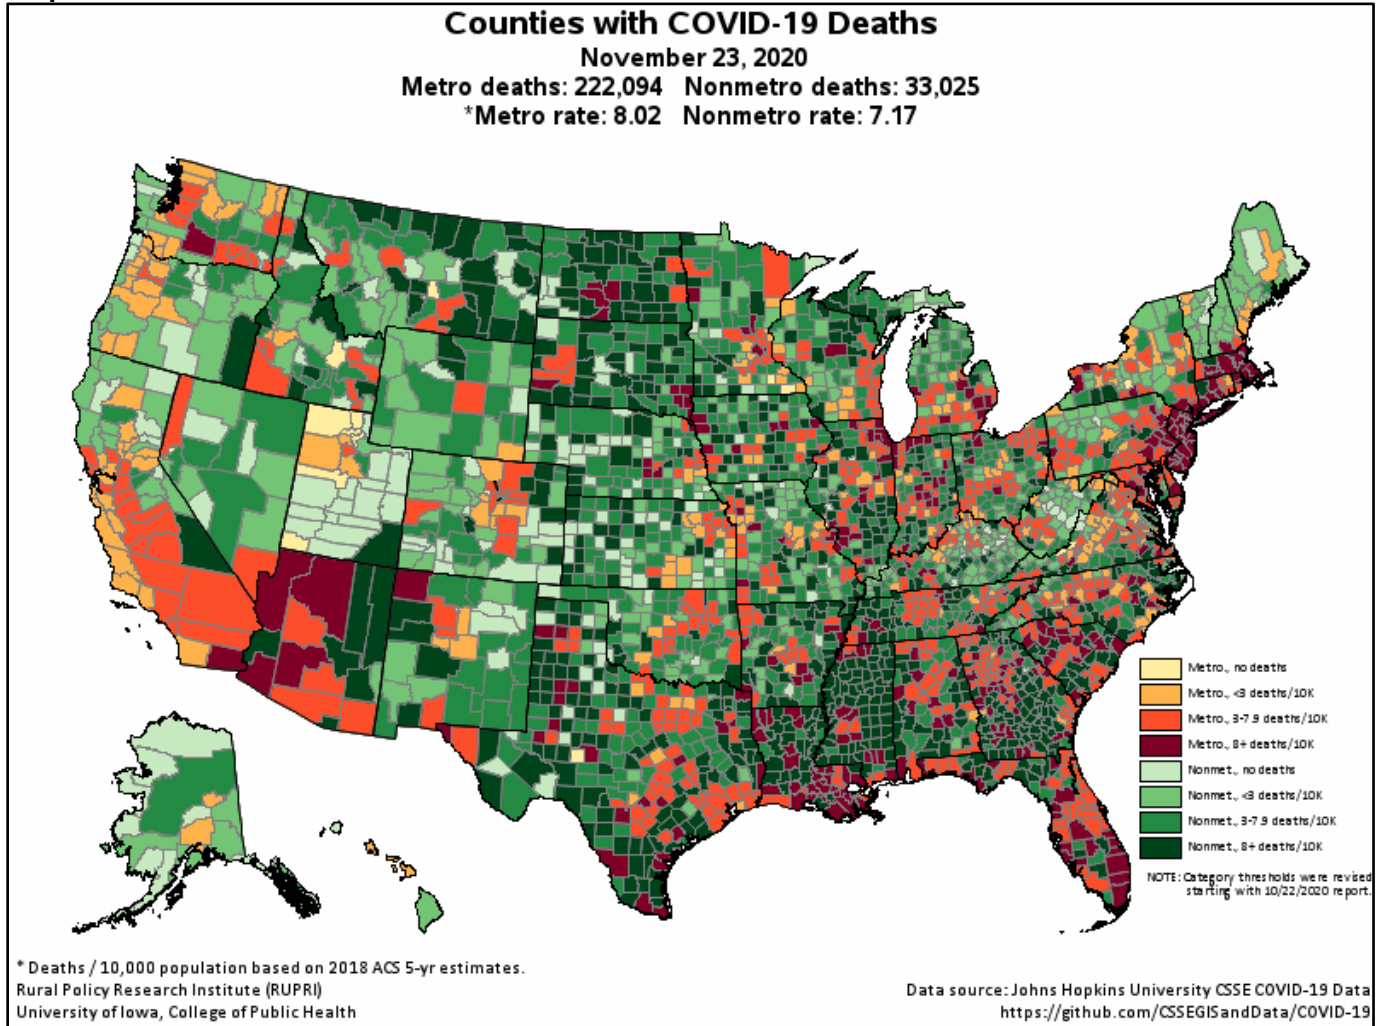 Counties with COVID-19 Deaths
November 23, 2020
Metro deaths: 222,094   Nonmetro deaths: 33,025
*Metro rate: 8.02   Nonmetro rate: 7.17
Metro., no deaths
Metro., <3 deaths/10K
Metro., 3-7.9 deaths/10K
Metro., 8+ deaths/10K
Nonmet., no deaths
Nonmet., <3 deaths/10K
Nonmet., 3-7.9 deaths/10K
Nonmet., 8+ deaths/10K
NOTE: Category thresholds were revised
starting with 10/22/2020 report.
* Deaths / 10,000 population based on 2018 ACS 5-yr estimates.
Rural Policy Research Institute (RUPRI)
University of Iowa, College of Public Health
Data source: Johns Hopkins University CSSE COVID-19 Data
https://github.com/CSSEGISandData/COVID-19